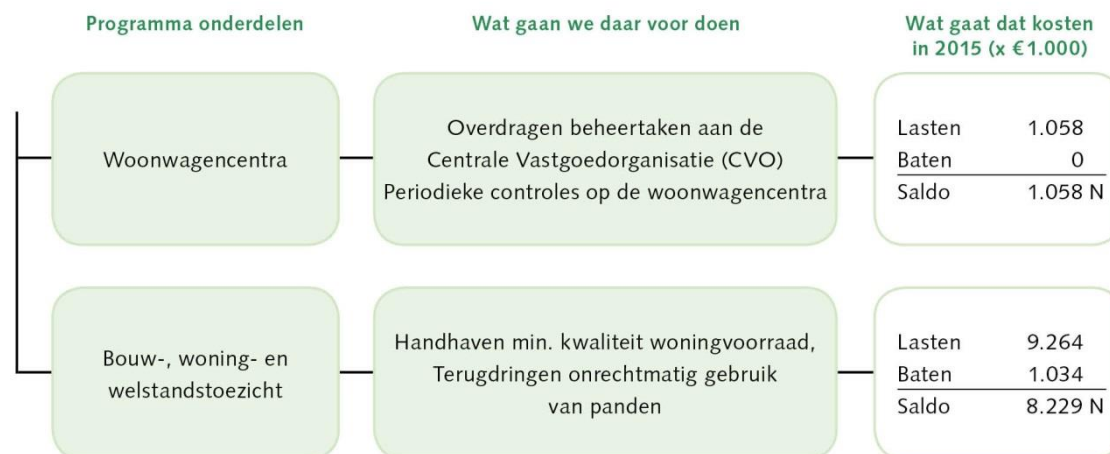 Programma onderdelen
Wat gaan we daar voor doen
Wat gaat dat kosten
in 2015 (x €1.000)
Woonwagencentra
Overdragen beheertaken aan de
Centrale Vastgoedorganisatie (CVO)
Periodieke controles op de woonwagencentra
Lasten 1.058
Baten 0
Saldo 1.058 N
Bouw-, woning- en
welstandstoezicht
Handhaven min. kwaliteit woningvoorraad,
Terugdringen onrechtmatig gebruik
van panden
Lasten 9.264
Baten 1.034
Saldo 8.229 N